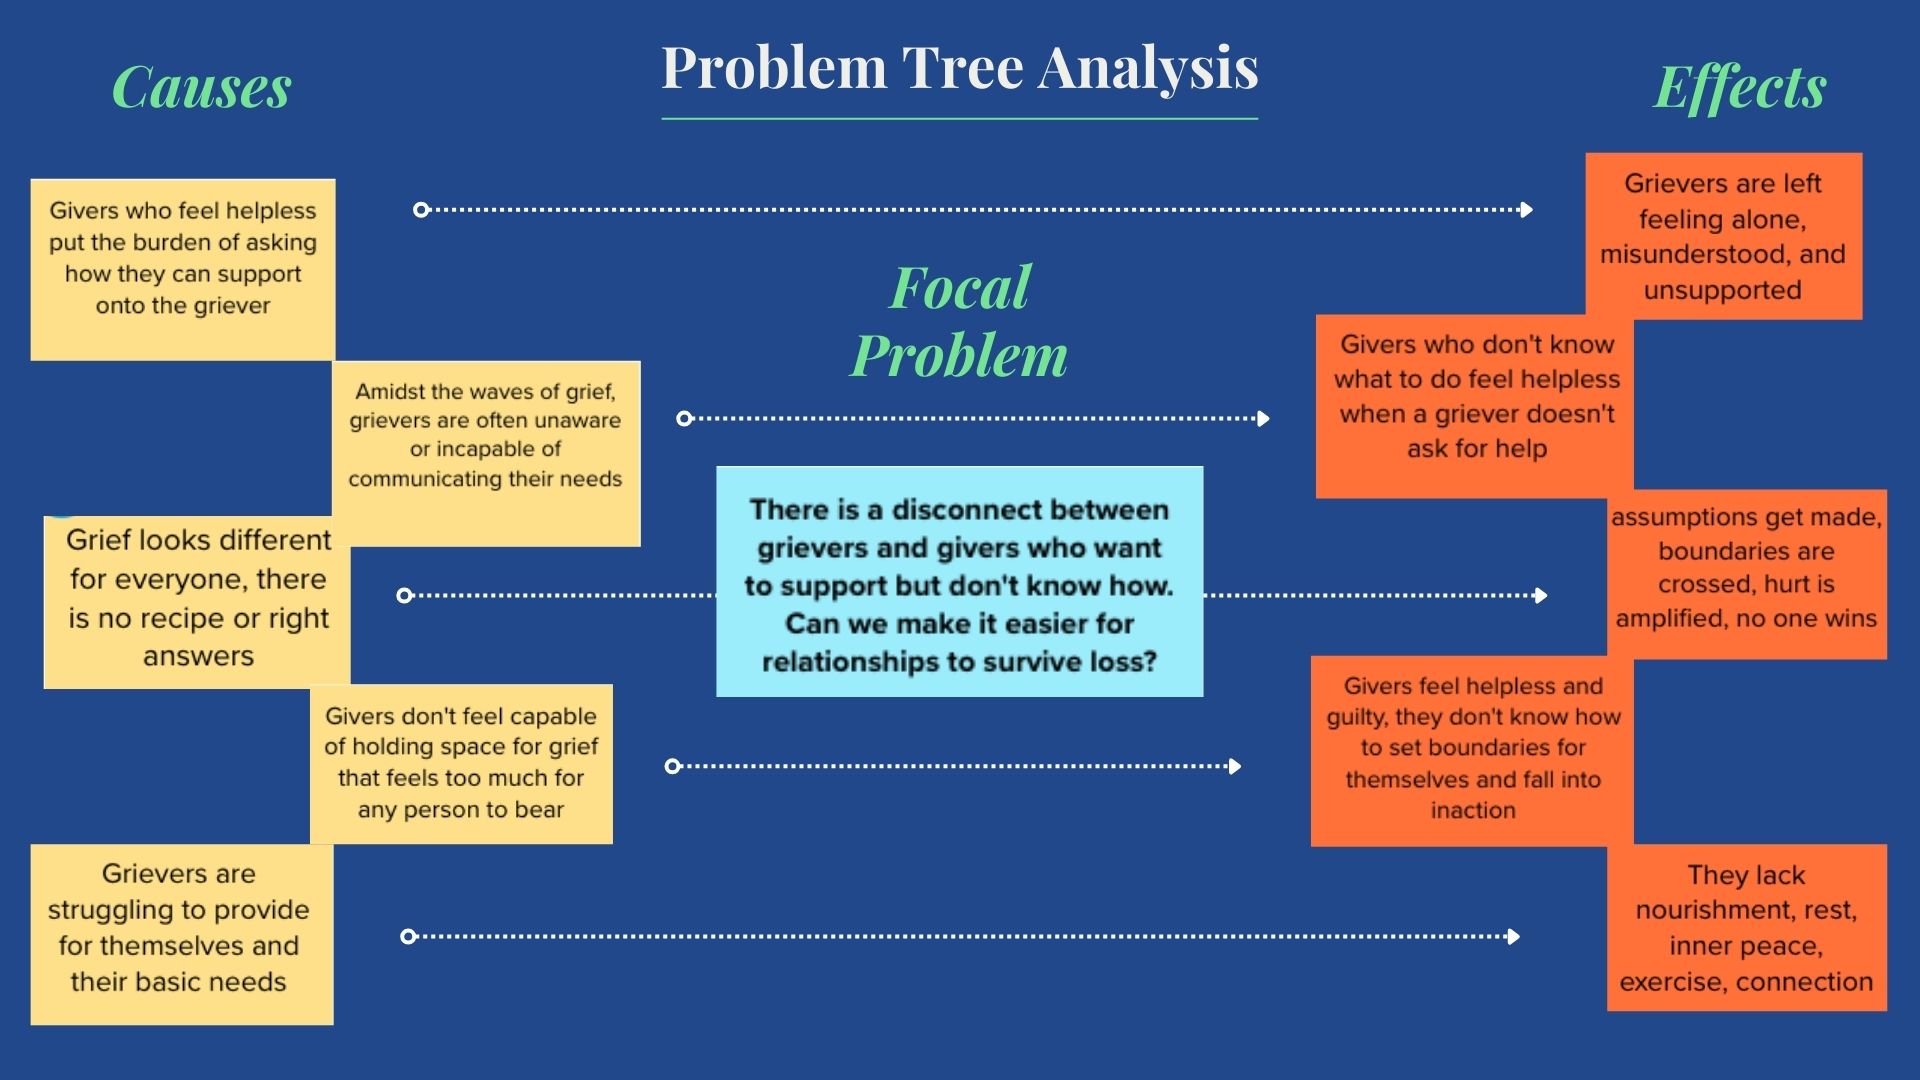 Problem Tree Analysis
Causes
Effects
Givers who feel helpless
put the burden of asking
how they can support
onto the griever
Amidst the waves of grief,
grievers are often unaware
or incapable of
communicating their needs
Grief looks different
for everyone, there
is no recipe or right
answers
Givers don't feel capable
of holding space for grief
that feels too much for
any person to bear
Grievers are
struggling to provide
for themselves and
their basic needs
Focal
Problem
There is a disconnect between
grievers and givers who want
to support but don't know how.
Can we make it easier for
relationships to survive loss?
Grievers are left
feeling alone,
misunderstood, and
unsupported
Givers who don't know
what to do feel helpless
when a griever doesn't
ask for help
assumptions get made,
boundaries are
crossed, hurt is
amplified, no one wins
Givers feel helpless and
guilty, they don't know how
to set boundaries for
themselves and fall into
inaction
They lack
nourishment, rest,
inner peace,
exercise, connection